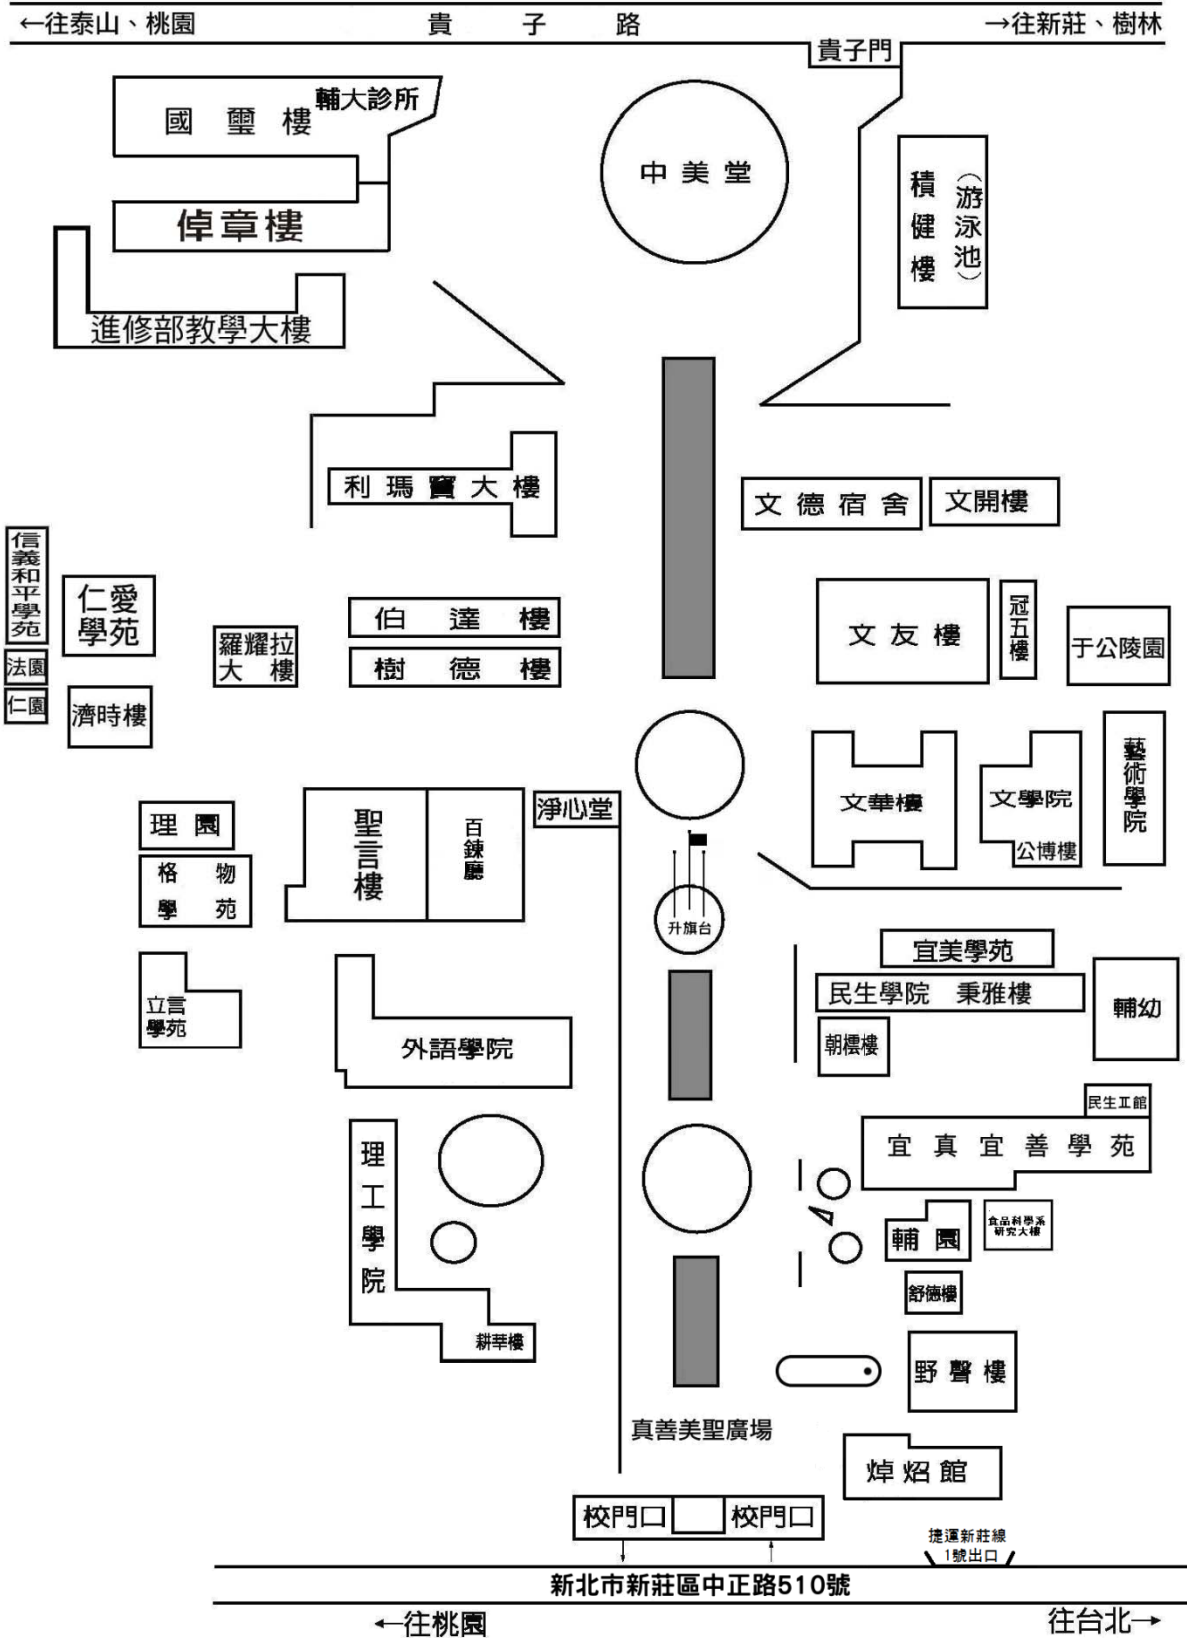 ←往泰山、桃園
貴子路
→往新莊、樹林
貴子門
國璽樓
輔大診所
中美堂
積健樓
(游泳池)
倬章樓
進修部教學大樓
利瑪竇大樓
文德宿舍
文開樓
信義和平學苑
仁愛
學苑
法園
仁園
濟時樓
羅耀拉
大樓
伯達樓
樹德樓
文友樓
冠五樓
于公陵園
文華樓
文學院
公博樓
藝術學院
理園
格物
學苑
聖言樓
百鍊廳
淨心堂
升旗台
立言
學苑
外語學院
宜美學苑
民生學院 秉雅樓
朝橒樓
輔幼
民生工館
宜真宜善學苑
理工學院
耕莘樓
輔園
食品科學系
研究大樓
舒德樓
野聲樓
真善美聖廣場
焯炤館
校門口
校門口
捷運新莊線
1號出口
新北市新莊區中正路510號
←往桃園
往台北→